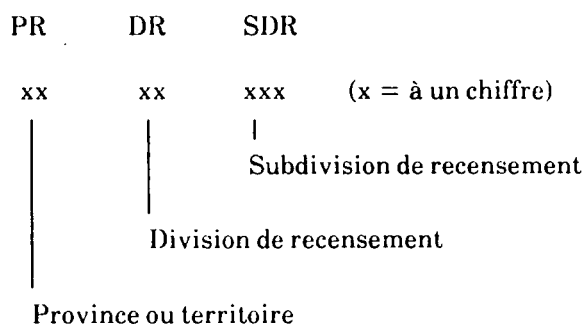 PR DR SDR
xx xx xxx (x = à un chiffre)
Subdivision de recensement
Division de recensement
Province ou territoire